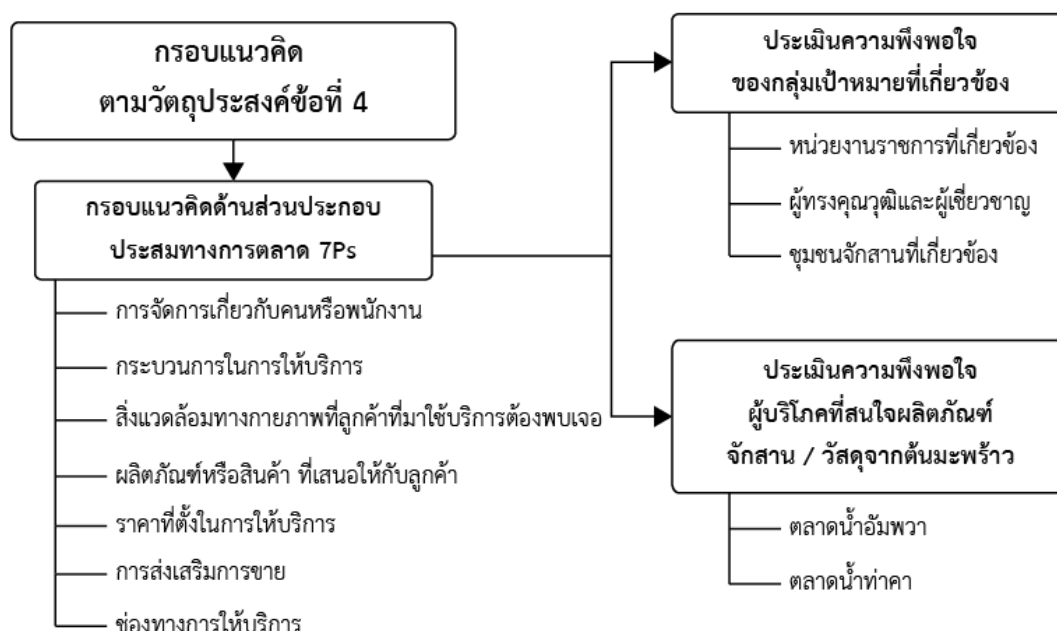 กรอบแนวคิด
ตามวัตถุประสงค์ข้อที่ 4
กรอบแนวคิดด้านส่วนประกอบ
ประสมทางการตลาด 7Ps
การจัดการเกี่ยวกับคนหรือพนักงาน
กระบวนการในการให้บริการ
สิ่งแวดล้อมทางกายภาพที่ลูกค้าที่มาใช้บริการต้องพบเจอ
ผลิตภัณฑ์หรือสินค้า ที่เสนอให้กับลูกค้า
ราคาที่ตั้งในการให้บริการ
การส่งเสริมการขาย
ช่องทางการให้บริการ
ประเมินความพึงพอใจ
ของกลุ่มเป้าหมายที่เกี่ยวข้อง
หน่วยงานราชการที่เกี่ยวข้อง
ผู้ทรงคุณวุฒิและผู้เชี่ยวชาญ
ชุมชนจักสานที่เกี่ยวข้อง
ประเมินความพึงพอใจ
ผู้บริโภคที่สนใจผลิตภัณฑ์
จักสาน / วัสดุจากต้นมะพร้าว
ตลาดน้ำอัมพวา
ตลาดน้ำท่าคา